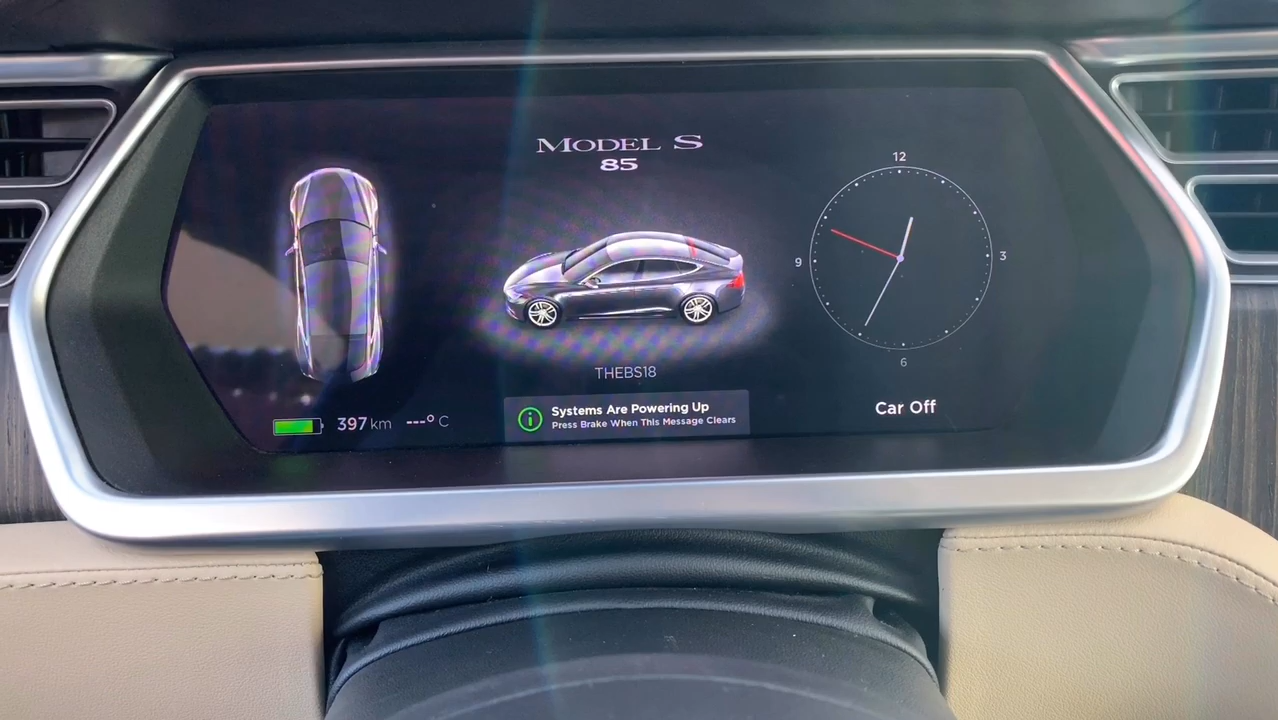 MODEL S
85
THEBS18
397 km ---° C
Systems Are Powering Up
Press Brake When This Message Clears
12
9
3
6
Car Off